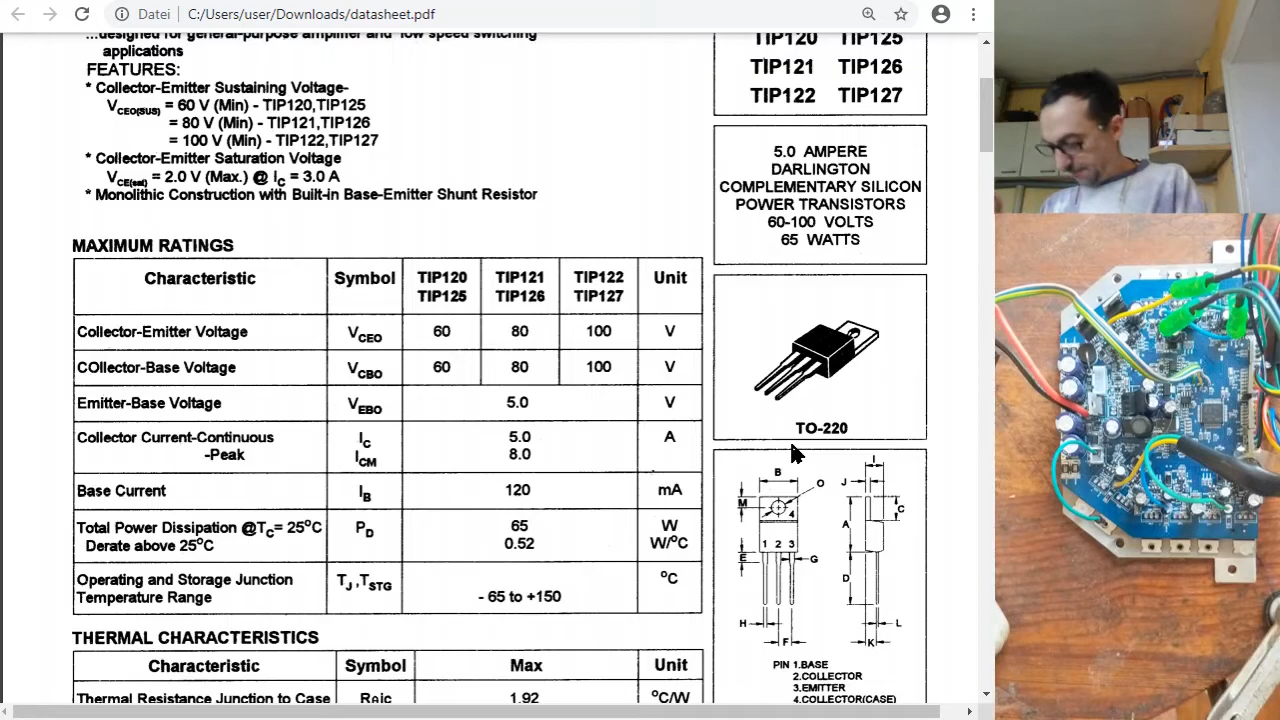 Datei
C:/Users/user/Downloads/datasheet.pdf
...designed for general-purpose amplifier and low speed switching
applications
FEATURES:
* Collector-Emitter Sustaining Voltage-
VCEO(SUS) = 60 V (Min) - TIP120,TIP125
= 80 V (Min) - TIP121,TIP126
= 100 V (Min) - TIP122,TIP127
* Collector-Emitter Saturation Voltage
VCE(sat) = 2.0 V (Max.) @ IC = 3.0 A
* Monolithic Construction with Built-in Base-Emitter Shunt Resistor
MAXIMUM RATINGS
Characteristic Symbol TIP120 TIP125 TIP121 TIP126 TIP122 TIP127 Unit
Collector-Emitter Voltage VCEO 60 80 100 V
COllector-Base Voltage VCBO 60 80 100 V
Emitter-Base Voltage VEBO 5.0 V
Collector Current-Continuous IC 5.0 A
-Peak ICM 8.0
Base Current IB 120 mA
Total Power Dissipation @TC= 25°C PD 65 W
Derate above 25°C 0.52 W/°C
Operating and Storage Junction TJ ,TSTG °C
Temperature Range - 65 to +150
THERMAL CHARACTERISTICS
Characteristic Symbol Max Unit
Thermal Resistance Junction to Case Rθjc 1.92 °C/W
TIP120 TIP125
TIP121 TIP126
TIP122 TIP127
5.0 AMPERE
DARLINGTON
COMPLEMENTARY SILICON
POWER TRANSISTORS
60-100 VOLTS
65 WATTS
TO-220
B
I
O
J
M
4
C
A
1 2 3
E
G
D
H
L
F
K
PIN 1.BASE
2.COLLECTOR
3.EMITTER
4.COLLECTOR(CASE)